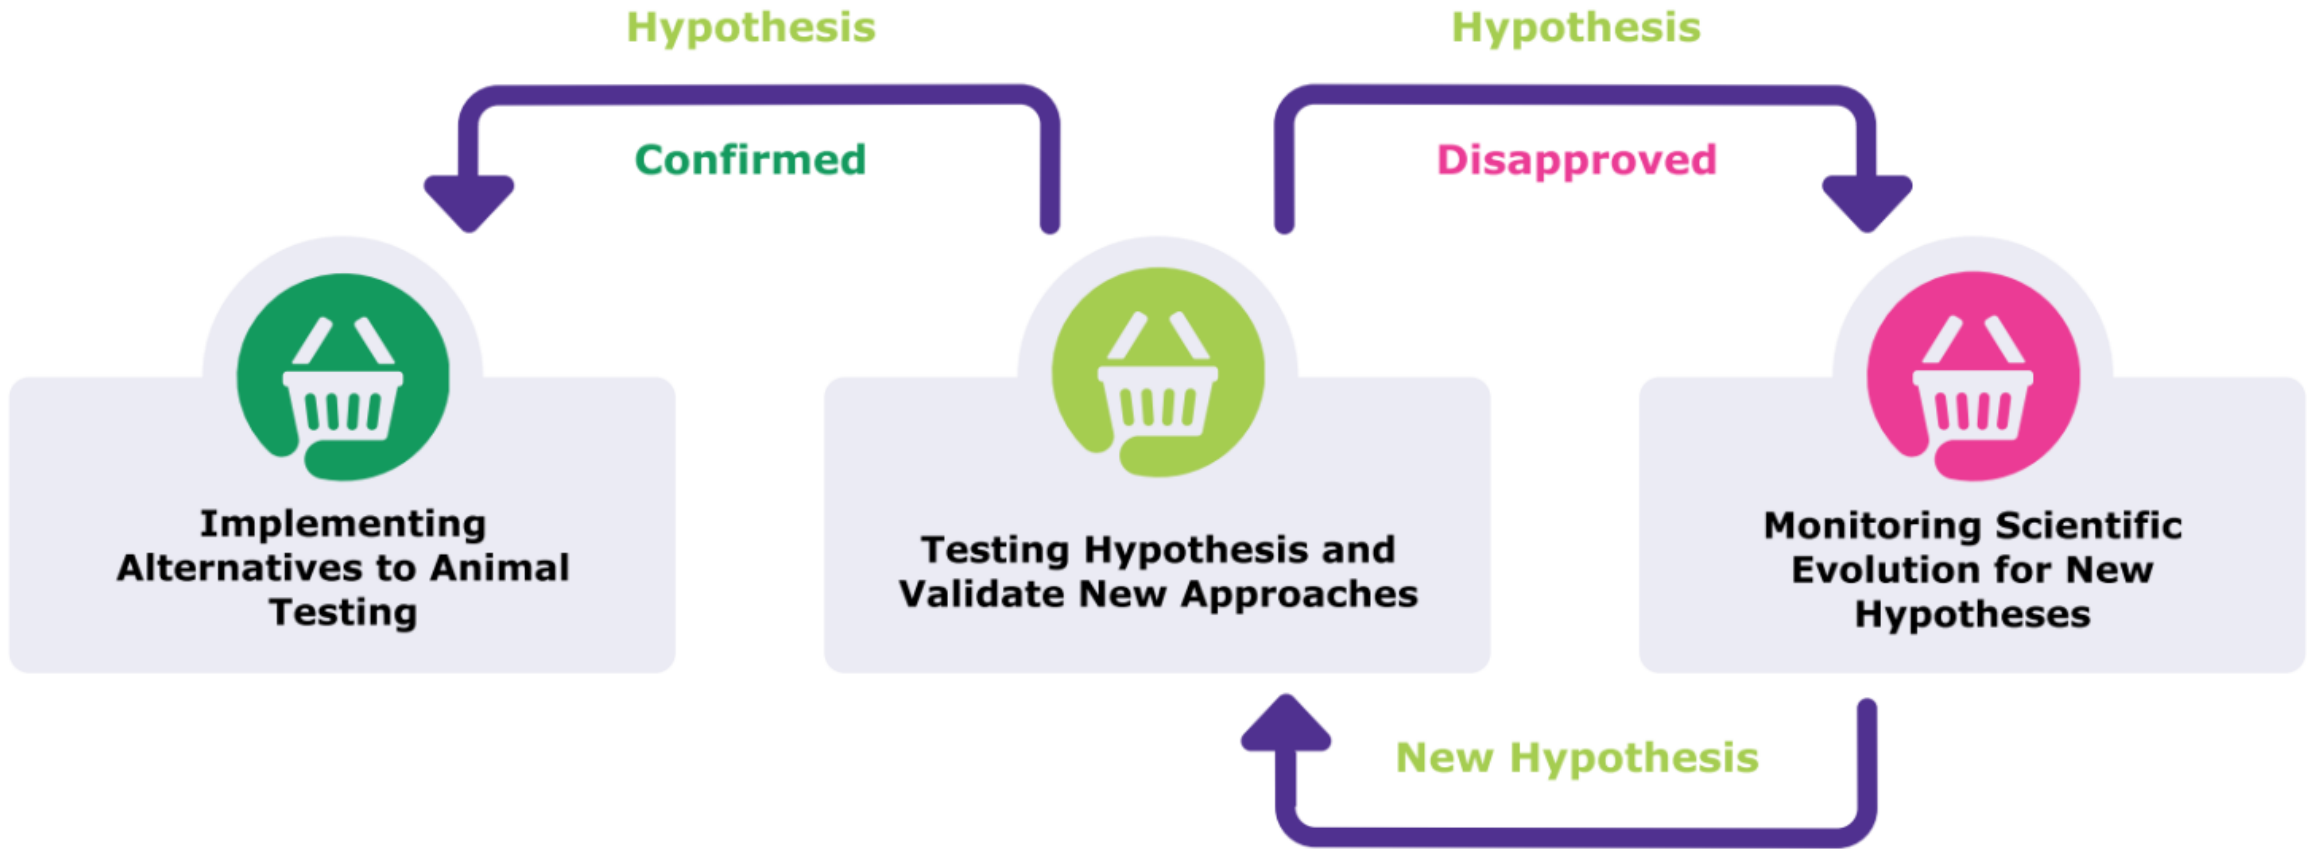 Hypothesis
Confirmed
Hypothesis
Disapproved
Implementing
Alternatives to Animal
Testing
Testing Hypothesis and
Validate New Approaches
Monitoring Scientific
Evolution for New
Hypotheses
New Hypothesis